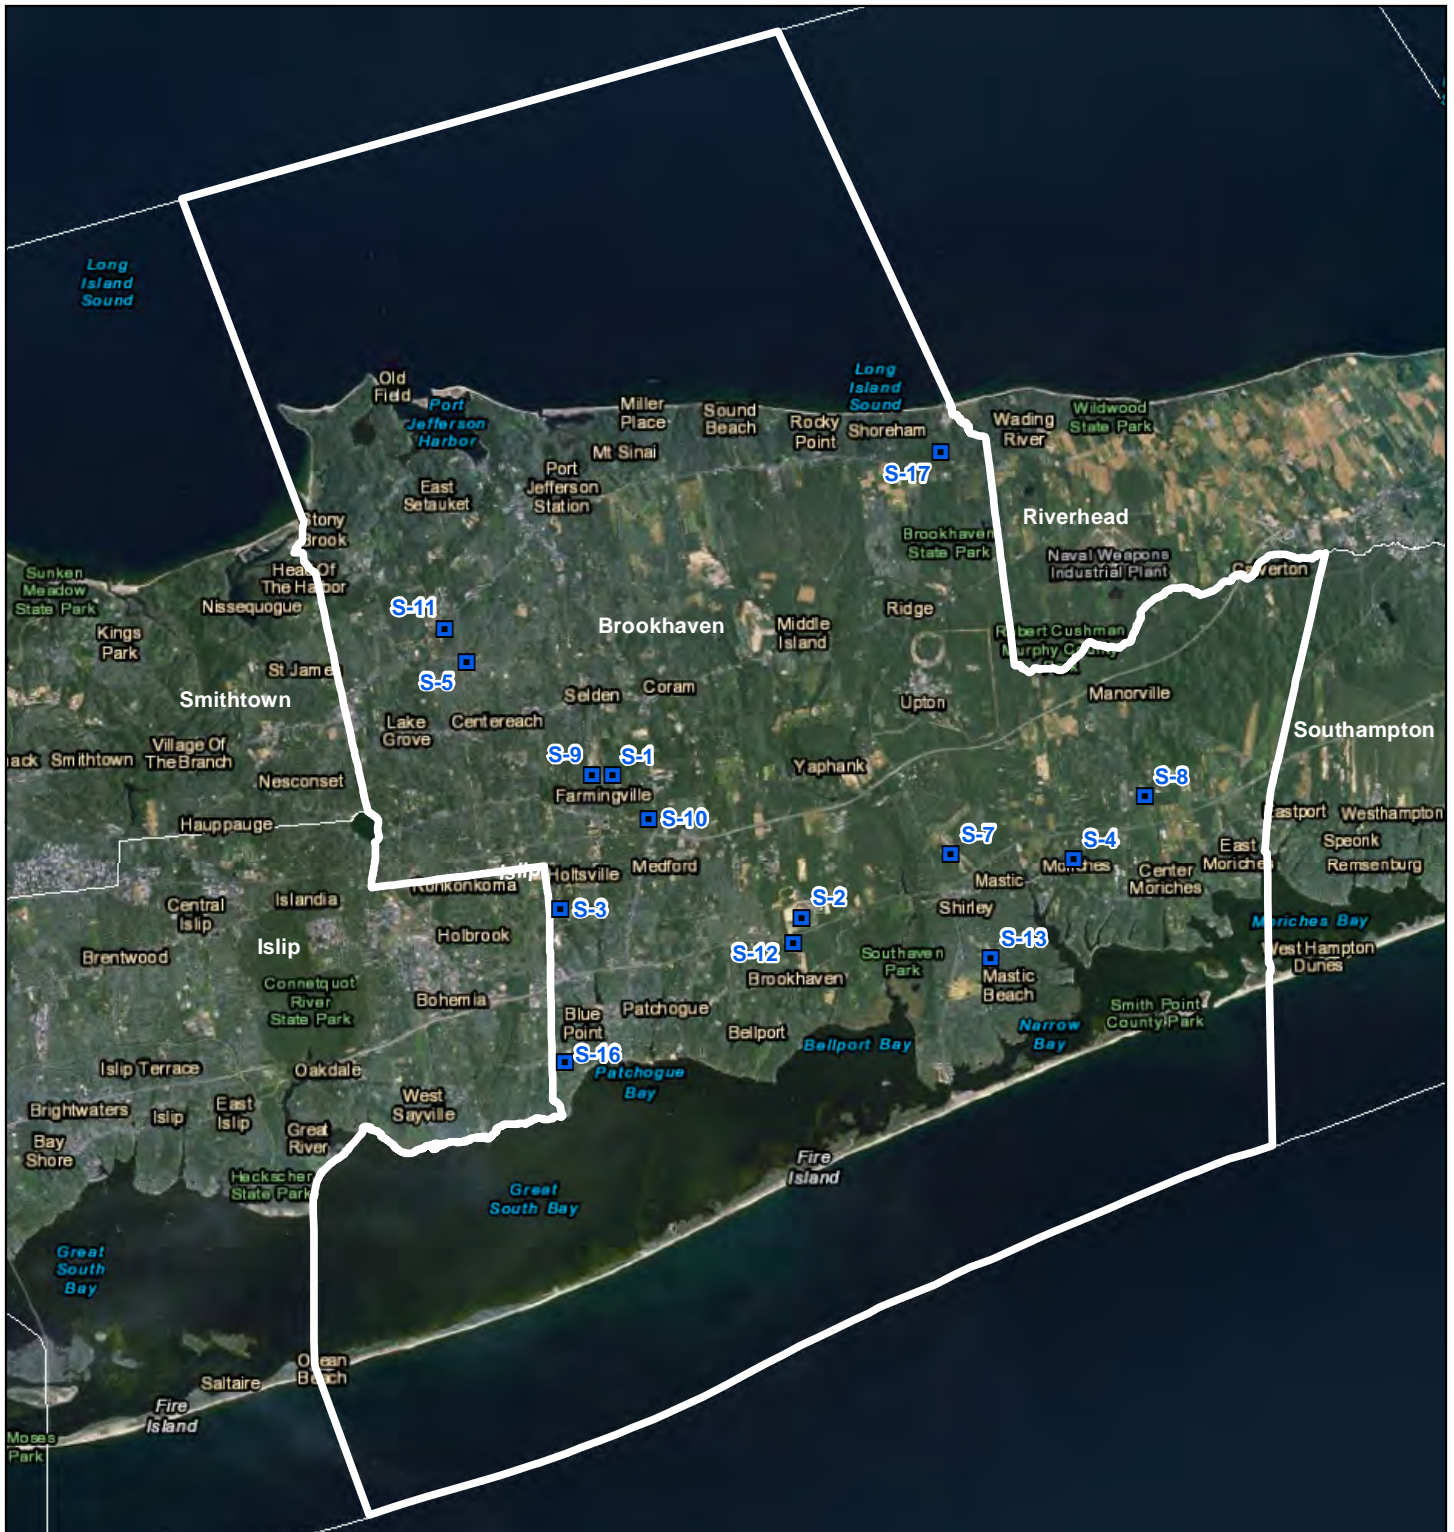 Long
Island
Sound
Old
Field
Port
Jefferson
Harbor
Miller
Place
Sound
Beach
Long
Island
Sound
Rocky
Point
Shoreham
Wading
River
Wildwood
State Park
Mt Sinai
S-17
East
Setauket
Port
Jefferson
Station
Riverhead
Stony
Brook
Brookhaven
State Park
Naval Weapons
Industrial Plant
Calverton
Sunken
Meadow
State Park
Head Of
The Harbor
Nissequogue
S-11
Kings
Park
Brookhaven
Middle
Island
Ridge
Robert Cushman
Murphy County
Park
St James
S-5
Smithtown
Selden
Coram
Upton
Manorville
Lake
Grove
Centereach
Southampton
Smithtown
Village Of
The Branch
Nesconset
S-9
S-1
Yaphank
S-8
Farmingville
Hauppauge
S-10
Eastport
Westhampton
Speonk
Remsenburg
S-7
S-4
East
Moriches
Islip
Ronkonkoma
Holtsville
Medford
Mastic
Moriches
Center
Moriches
Central
Islip
Islandia
S-3
S-2
Shirley
Moriches Bay
Brentwood
Islip
Holbrook
S-12
S-13
Southaven
Park
West Hampton
Dunes
Connetquot
River
State Park
Bohemia
Brookhaven
Mastic
Beach
Blue
Point
Patchogue
Bellport
Bellport Bay
Narrow
Bay
Smith Point
County Park
S-16
Patchogue
Bay
Islip Terrace
Oakdale
Brightwaters
Islip
East
Islip
West
Sayville
Bay
Shore
Great
River
Heckscher
State Park
Fire
Island
Great
South Bay
Great
South
Bay
Ocean
Beach
Saltaire
Fire
Island
Moses
Park